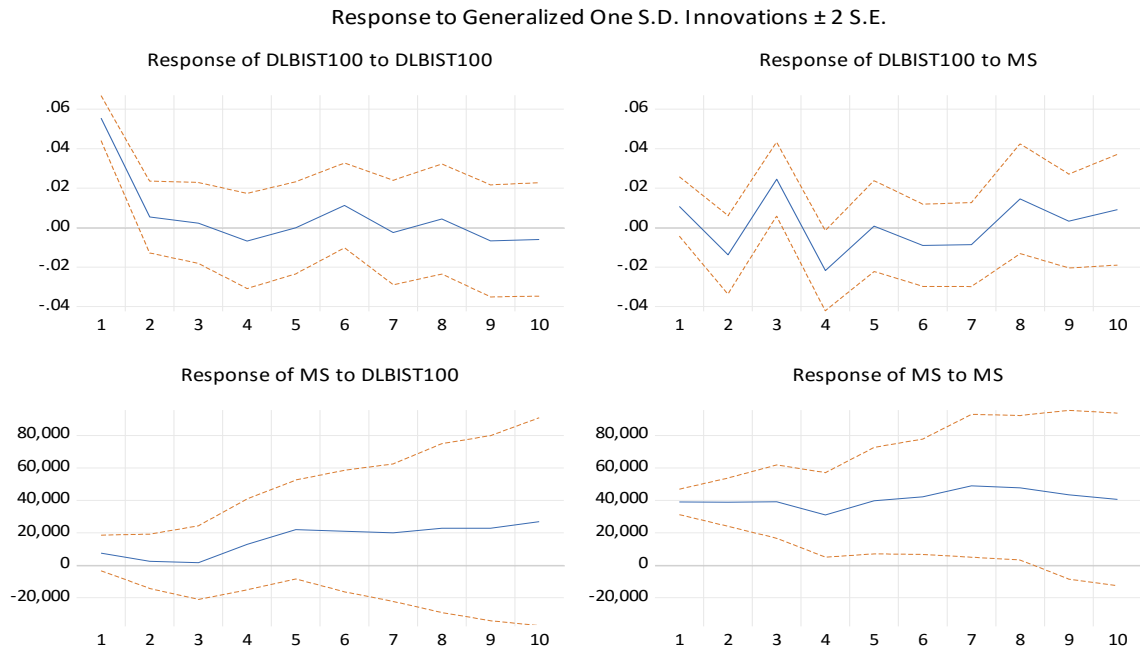 Response to Generalized One S.D. Innovations ± 2 S.E.
Response of DLBIST100 to DLBIST100
.06
.04
.02
.00
-.02
-.04
1 2 3 4 5 6 7 8 9 10
Response of DLBIST100 to MS
.06
.04
.02
.00
-.02
-.04
1 2 3 4 5 6 7 8 9 10
Response of MS to DLBIST100
80,000
60,000
40,000
20,000
0
-20,000
1 2 3 4 5 6 7 8 9 10
Response of MS to MS
80,000
60,000
40,000
20,000
0
-20,000
1 2 3 4 5 6 7 8 9 10